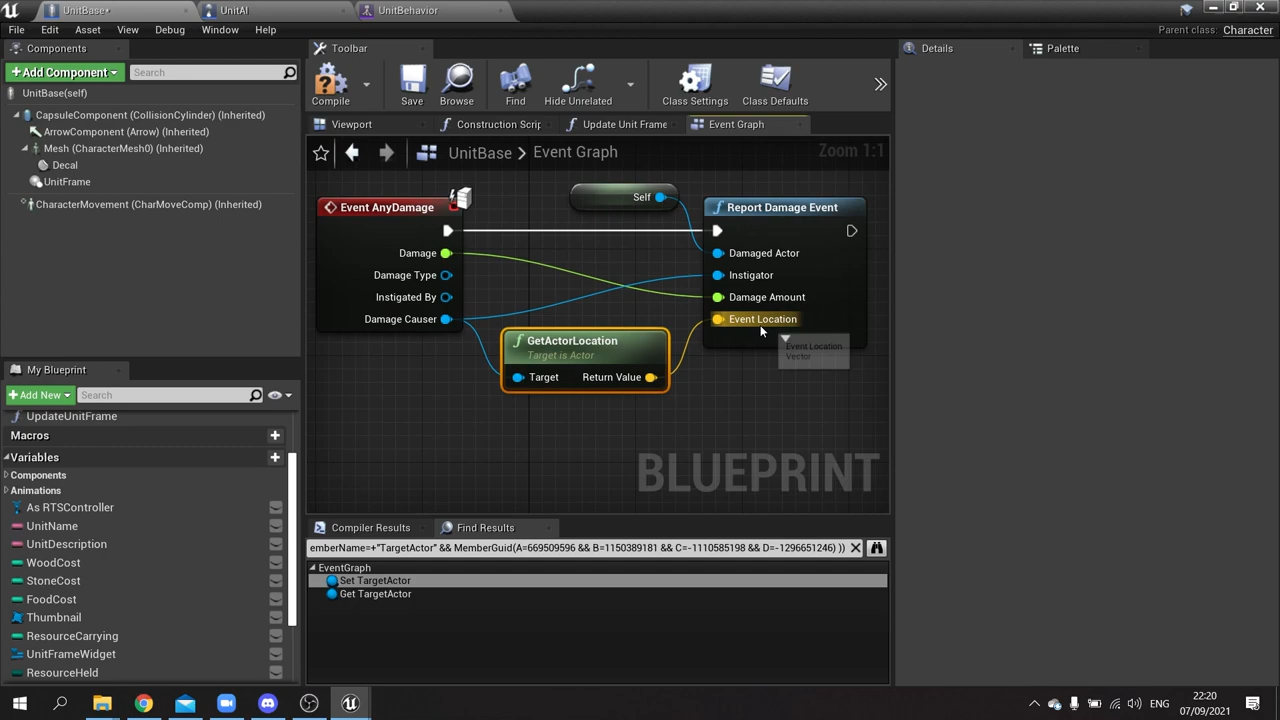 UnitBase*
UnitAI
UnitBehavior
File Edit Asset View Debug Window Help
Parent class: Character
Components
Toolbar
Details
Palette
Add Component
Search
UnitBase(self)
CapsuleComponent (CollisionCylinder) (Inherited)
ArrowComponent (Arrow) (Inherited)
Mesh (CharacterMesh0) (Inherited)
Decal
UnitFrame
CharacterMovement (CharMoveComp) (Inherited)
Compile
Save
Browse
Find
Hide Unrelated
Class Settings
Class Defaults
Viewport
Construction Scrip
Update Unit Frame
Event Graph
UnitBase > Event Graph
Zoom 1:1
Event AnyDamage
Damage
Damage Type
Instigated By
Damage Causer
Self
GetActorLocation
Target is Actor
Target
Return Value
Report Damage Event
Damaged Actor
Instigator
Damage Amount
Event Location
Event Location
Vector
BLUEPRINT
My Blueprint
Add New
Search
UpdateUnitFrame
Macros
Variables
Components
Animations
As RTSController
UnitName
UnitDescription
WoodCost
StoneCost
FoodCost
Thumbnail
ResourceCarrying
UnitFrameWidget
ResourceHeld
Compiler Results
Find Results
emberName=+"TargetActor" && MemberGuid(A=669509596 && B=1150389181 && C=-1110585198 && D=-1296651246) ))
EventGraph
Set TargetActor
Get TargetActor
ENG
22:20
07/09/2021